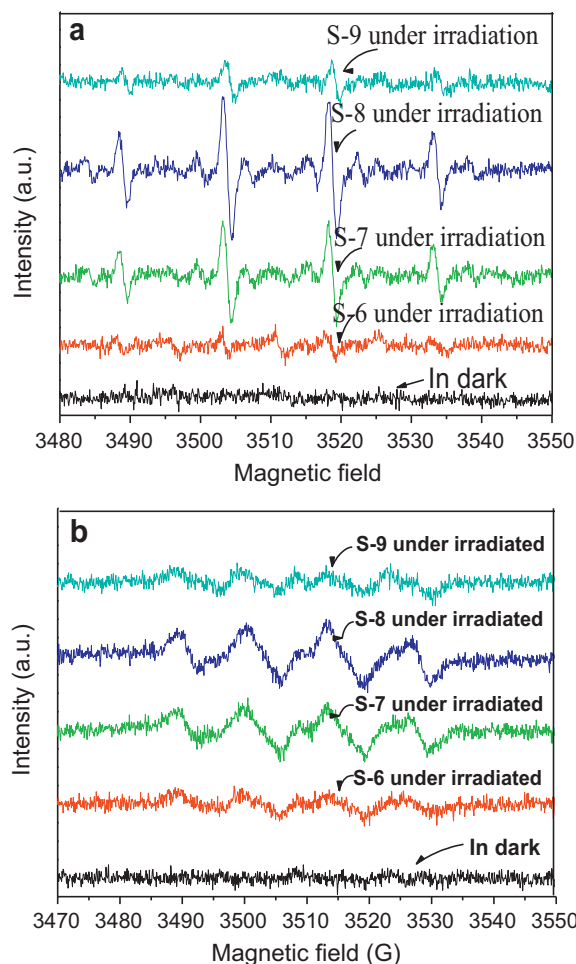 a
S-9 under irradiation
S-8 under irradiation
S-7 under irradiation
S-6 under irradiation
In dark
Intensity (a.u.)
3480 3490 3500 3510 3520 3530 3540 3550
Magnetic field
b
S-9 under irradiated
S-8 under irradiated
S-7 under irradiated
S-6 under irradiated
In dark
Intensity (a.u.)
3470 3480 3490 3500 3510 3520 3530 3540 3550
Magnetic field (G)